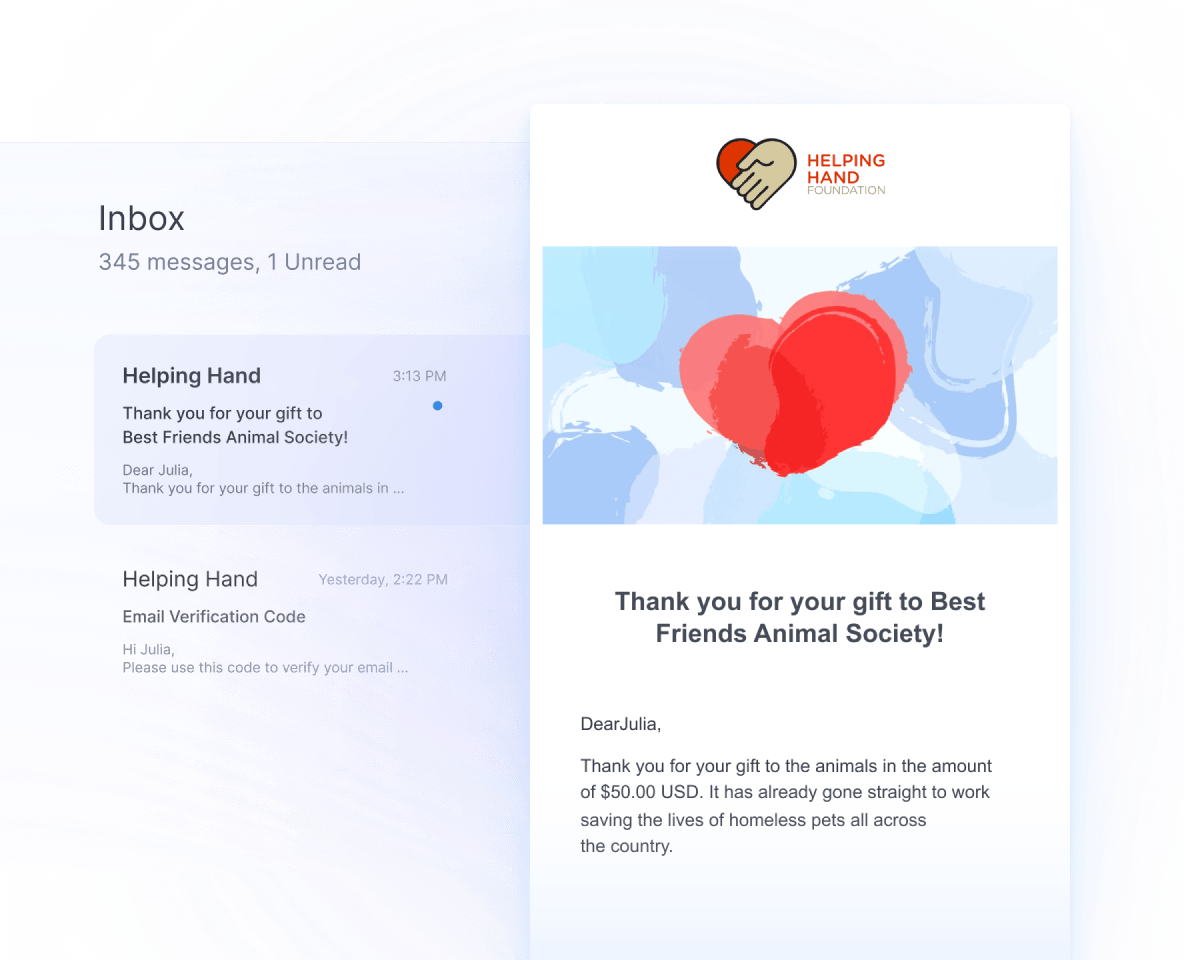 Inbox
345 messages, 1 Unread
Helping Hand
3:13 PM
Thank you for your gift to
Best Friends Animal Society!
Dear Julia,
Thank you for your gift to the animals in ...
Helping Hand
Yesterday, 2:22 PM
Email Verification Code
Hi Julia,
Please use this code to verify your email ...
HELPING
HAND
FOUNDATION
Thank you for your gift to Best
Friends Animal Society!
DearJulia,
Thank you for your gift to the animals in the amount
of $50.00 USD. It has already gone straight to work
saving the lives of homeless pets all across
the country.